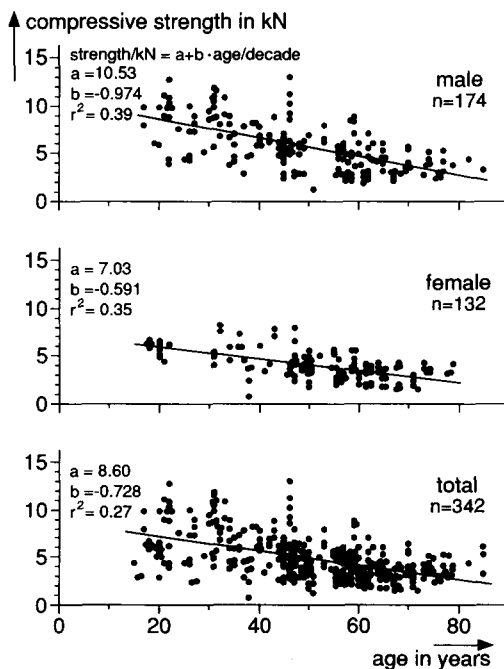 compressive strength in kN
strength/kN = a+b · age/decade
a = 10.53
b = -0.974
r² = 0.39
male
n=174
15
10
5
0
a = 7.03
b = -0.591
r² = 0.35
female
n=132
15
10
5
0
a = 8.60
b = -0.728
r² = 0.27
total
n=342
15
10
5
0
20 40 60 80
age in years